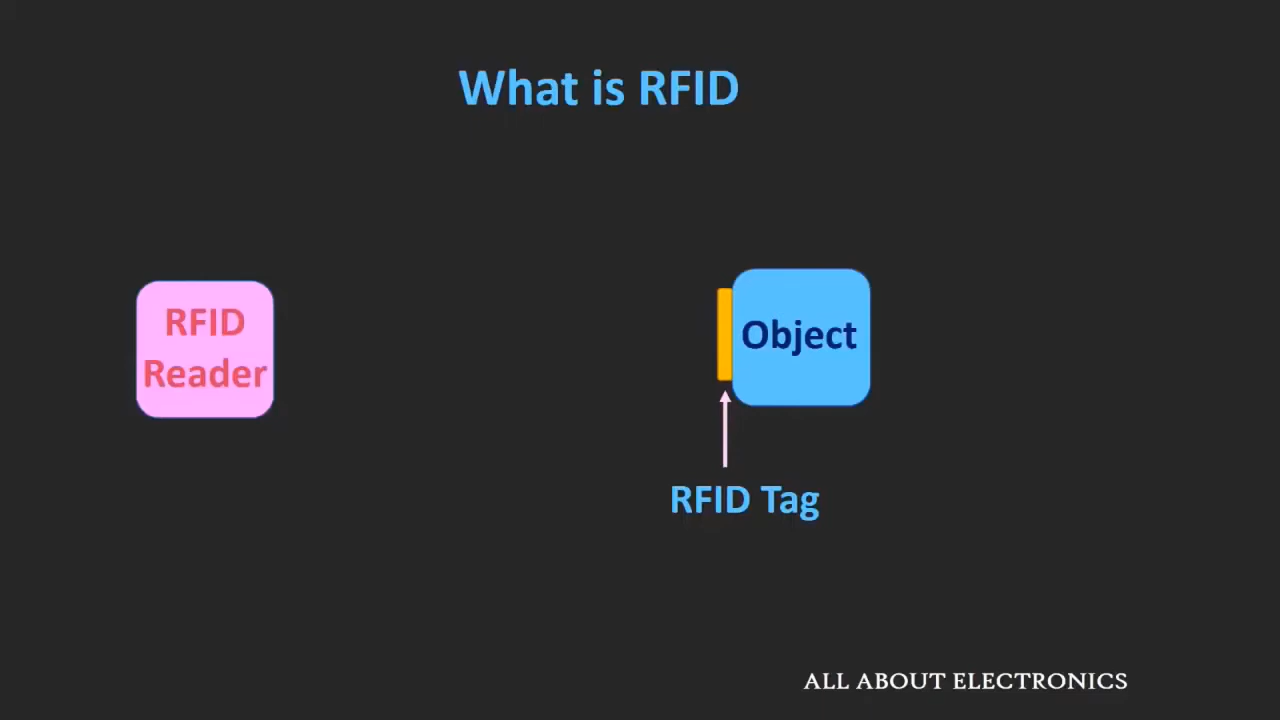 What is RFID
RFID
Reader
Object
RFID Tag
ALL ABOUT ELECTRONICS